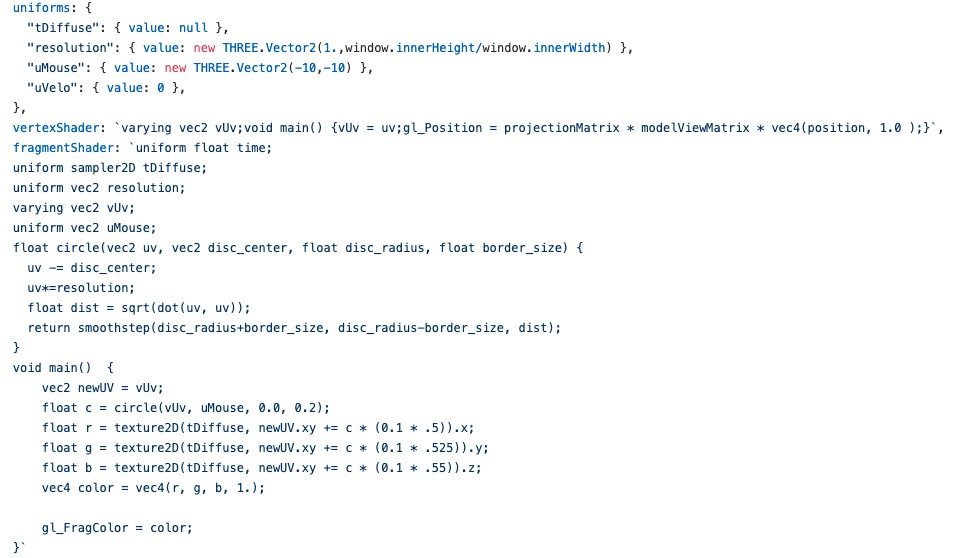 uniforms: {
  "tDiffuse": { value: null },
  "resolution": { value: new THREE.Vector2(1.,window.innerHeight/window.innerWidth) },
  "uMouse": { value: new THREE.Vector2(-10,-10) },
  "uVelo": { value: 0 },
},
vertexShader: `varying vec2 vUv;void main() {vUv = uv;gl_Position = projectionMatrix * modelViewMatrix * vec4(position, 1.0 );}`,
fragmentShader: `uniform float time;
uniform sampler2D tDiffuse;
uniform vec2 resolution;
varying vec2 vUv;
uniform vec2 uMouse;
float circle(vec2 uv, vec2 disc_center, float disc_radius, float border_size) {
  uv -= disc_center;
  uv*=resolution;
  float dist = sqrt(dot(uv, uv));
  return smoothstep(disc_radius+border_size, disc_radius-border_size, dist);
}
void main()  {
    vec2 newUV = vUv;
    float c = circle(vUv, uMouse, 0.0, 0.2);
    float r = texture2D(tDiffuse, newUV.xy += c * (0.1 * .5)).x;
    float g = texture2D(tDiffuse, newUV.xy += c * (0.1 * .525)).y;
    float b = texture2D(tDiffuse, newUV.xy += c * (0.1 * .55)).z;
    vec4 color = vec4(r, g, b, 1.);

    gl_FragColor = color;
}`